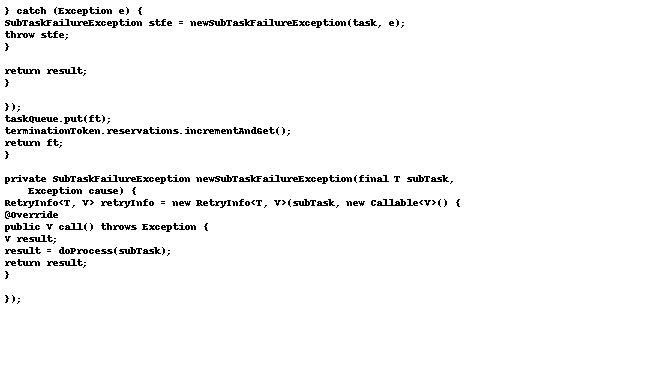 } catch (Exception e) {
SubTaskFailureException stfe = newSubTaskFailureException(task, e);
throw stfe;
}
return result;
}
});
taskQueue.put(ft);
terminationToken.reservations.incrementAndGet();
return ft;
}
private SubTaskFailureException newSubTaskFailureException(final T subTask,
Exception cause) {
RetryInfo<T, V> retryInfo = new RetryInfo<T, V>(subTask, new Callable<V>() {
@Override
public V call() throws Exception {
V result;
result = doProcess(subTask);
return result;
}
});